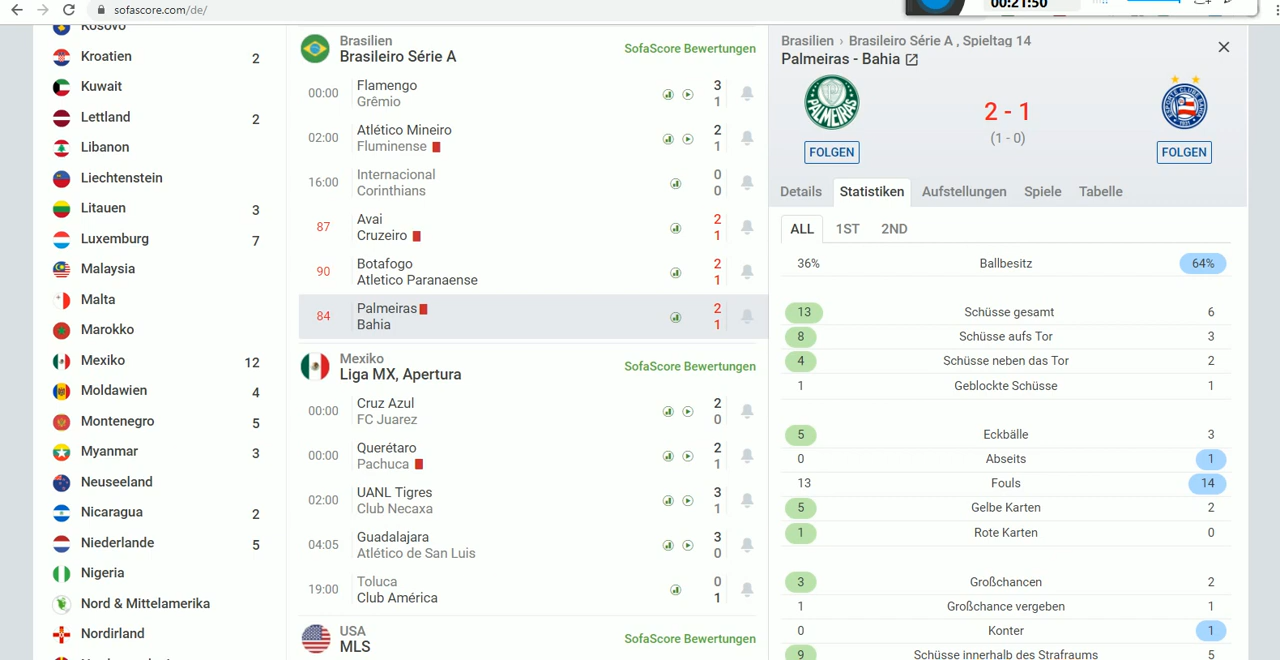 sofascore.com/de/
00:21:50
Kosovo
Kroatien 2
Kuwait
Lettland 2
Libanon
Liechtenstein
Litauen 3
Luxemburg 7
Malaysia
Malta
Marokko
Mexiko 12
Moldawien 4
Montenegro 5
Myanmar 3
Neuseeland
Nicaragua 2
Niederlande 5
Nigeria
Nord & Mittelamerika
Nordirland
Brasilien
Brasileiro Série A
SofaScore Bewertungen
00:00 Flamengo 3
Grêmio 1
02:00 Atlético Mineiro 2
Fluminense 1
16:00 Internacional 0
Corinthians 0
87 Avai 2
Cruzeiro 1
90 Botafogo 2
Atletico Paranaense 1
84 Palmeiras 2
Bahia 1
Mexiko
Liga MX, Apertura
SofaScore Bewertungen
00:00 Cruz Azul 2
FC Juarez 0
00:00 Querétaro 2
Pachuca 1
02:00 UANL Tigres 3
Club Necaxa 1
04:05 Guadalajara 3
Atlético de San Luis 0
19:00 Toluca 0
Club América 1
USA
MLS
SofaScore Bewertungen
Brasilien › Brasileiro Série A , Spieltag 14
Palmeiras - Bahia
PALMEIRAS
2 - 1
(1 - 0)
FOLGEN FOLGEN
Details Statistiken Aufstellungen Spiele Tabelle
ALL 1ST 2ND
36% Ballbesitz 64%
13 Schüsse gesamt 6
8 Schüsse aufs Tor 3
4 Schüsse neben das Tor 2
1 Geblockte Schüsse 1
5 Eckbälle 3
0 Abseits 1
13 Fouls 14
5 Gelbe Karten 2
1 Rote Karten 0
3 Großchancen 2
1 Großchance vergeben 1
0 Konter 1
9 Schüsse innerhalb des Strafraums 5